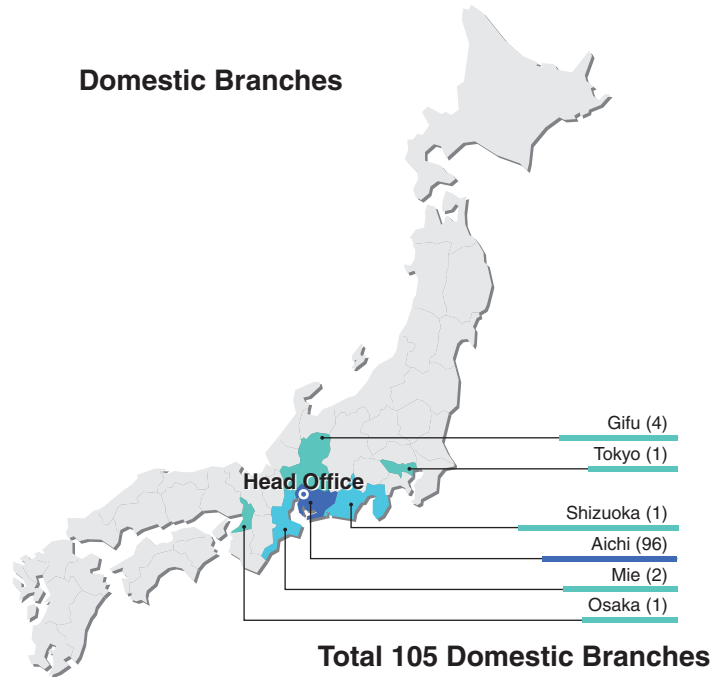 Domestic Branches
Gifu (4)
Tokyo (1)
Head Office
Shizuoka (1)
Aichi (96)
Mie (2)
Osaka (1)
Total 105 Domestic Branches